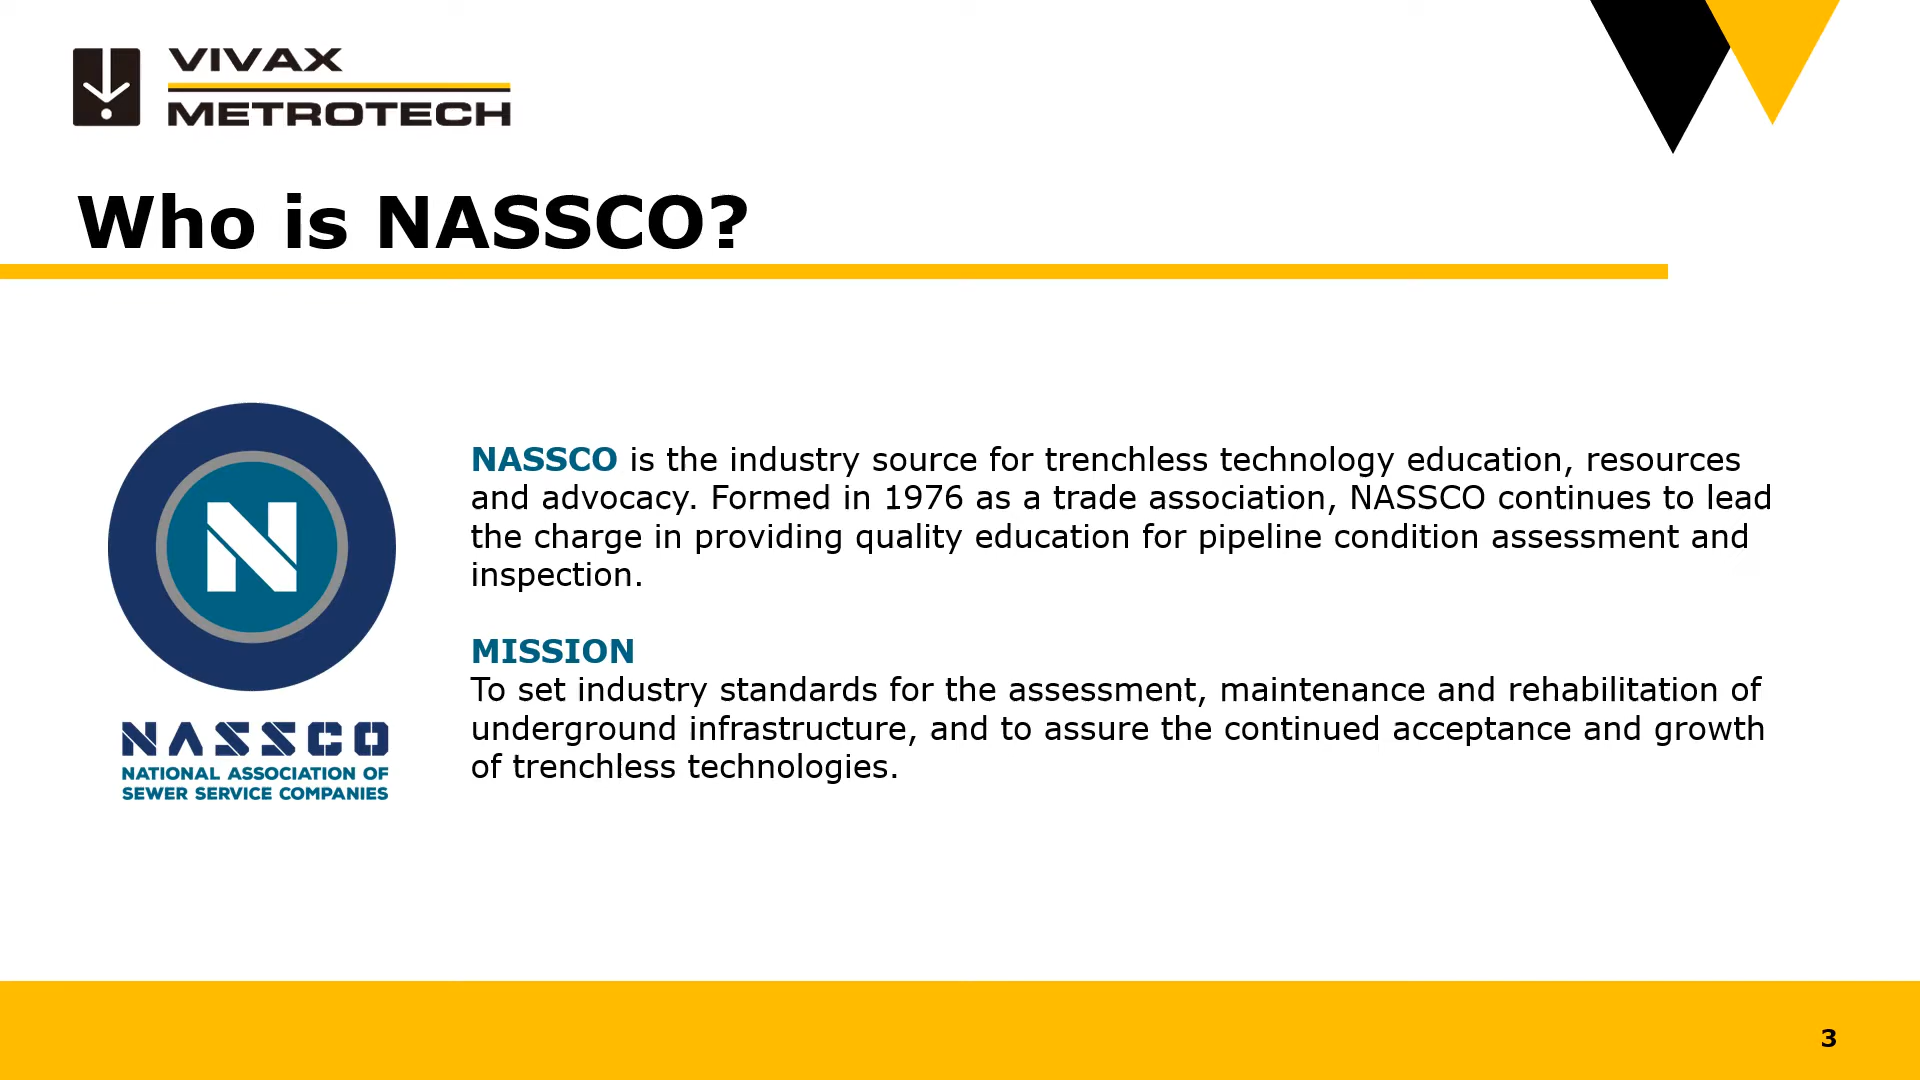 VIVAX
METROTECH
Who is NASSCO?
N
NASSCO
NATIONAL ASSOCIATION OF
SEWER SERVICE COMPANIES
NASSCO is the industry source for trenchless technology education, resources
and advocacy. Formed in 1976 as a trade association, NASSCO continues to lead
the charge in providing quality education for pipeline condition assessment and
inspection.
MISSION
To set industry standards for the assessment, maintenance and rehabilitation of
underground infrastructure, and to assure the continued acceptance and growth
of trenchless technologies.
3